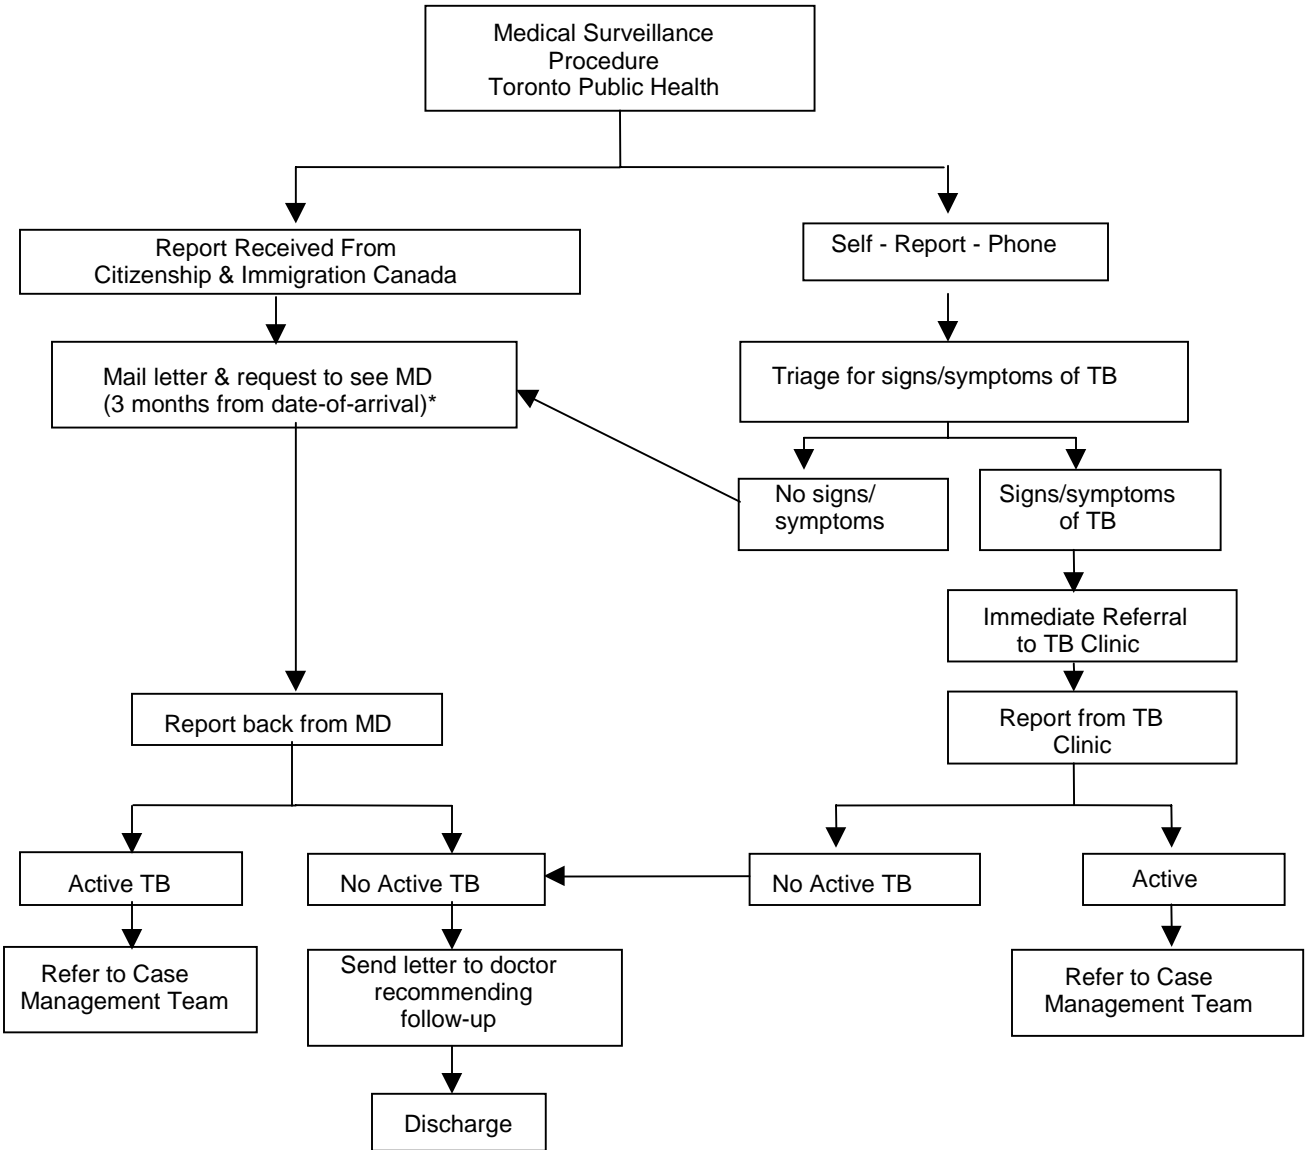 Medical Surveillance
Procedure
Toronto Public Health
Report Received From
Citizenship & Immigration Canada
Self - Report - Phone
Mail letter & request to see MD
(3 months from date-of-arrival)*
Triage for signs/symptoms of TB
No signs/
symptoms
Signs/symptoms
of TB
Immediate Referral
to TB Clinic
Report back from MD
Report from TB
Clinic
Active TB
No Active TB
No Active TB
Active
Refer to Case
Management Team
Send letter to doctor
recommending
follow-up
Refer to Case
Management Team
Discharge